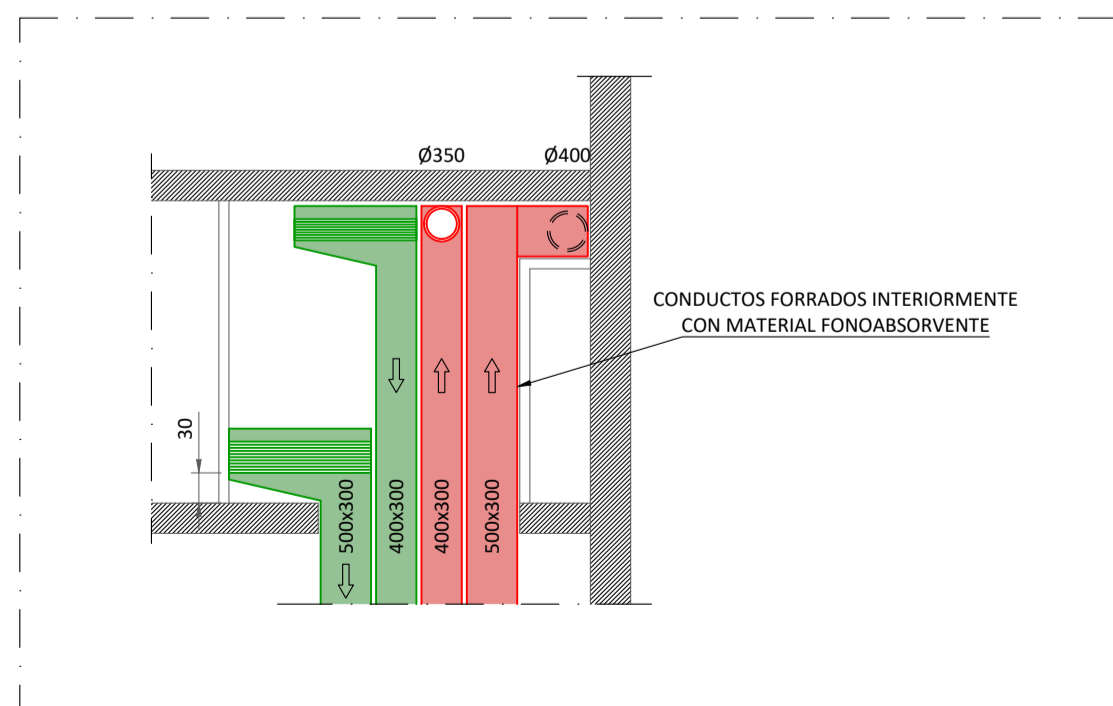 Ø350
Ø400
CONDUCTOS FORRADOS INTERIORMENTE
CON MATERIAL FONOABSORVENTE
30
500x300
400x300
400x300
500x300